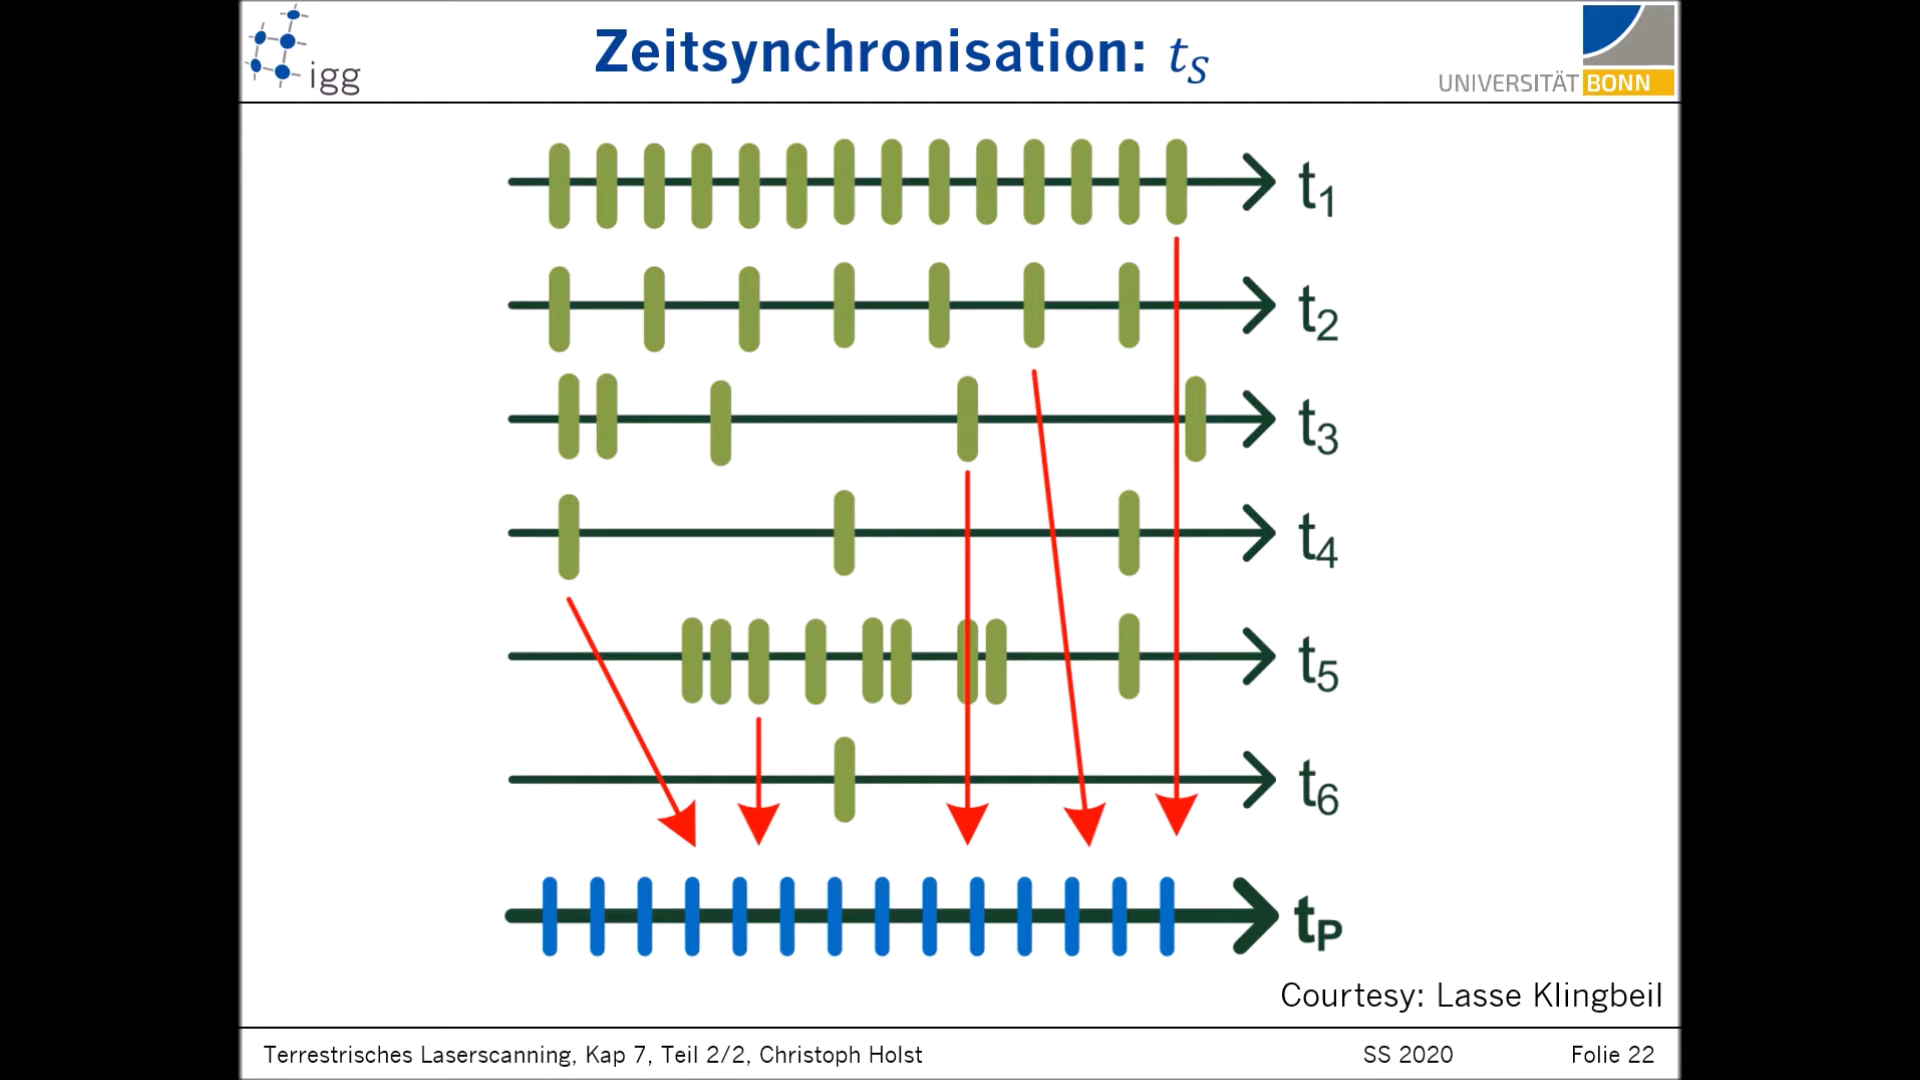 igg
Zeitsynchronisation: tS
UNIVERSITÄT BONN
t1
t2
t3
t4
t5
t6
tP
Courtesy: Lasse Klingbeil
Terrestrisches Laserscanning, Kap 7, Teil 2/2, Christoph Holst
SS 2020
Folie 22